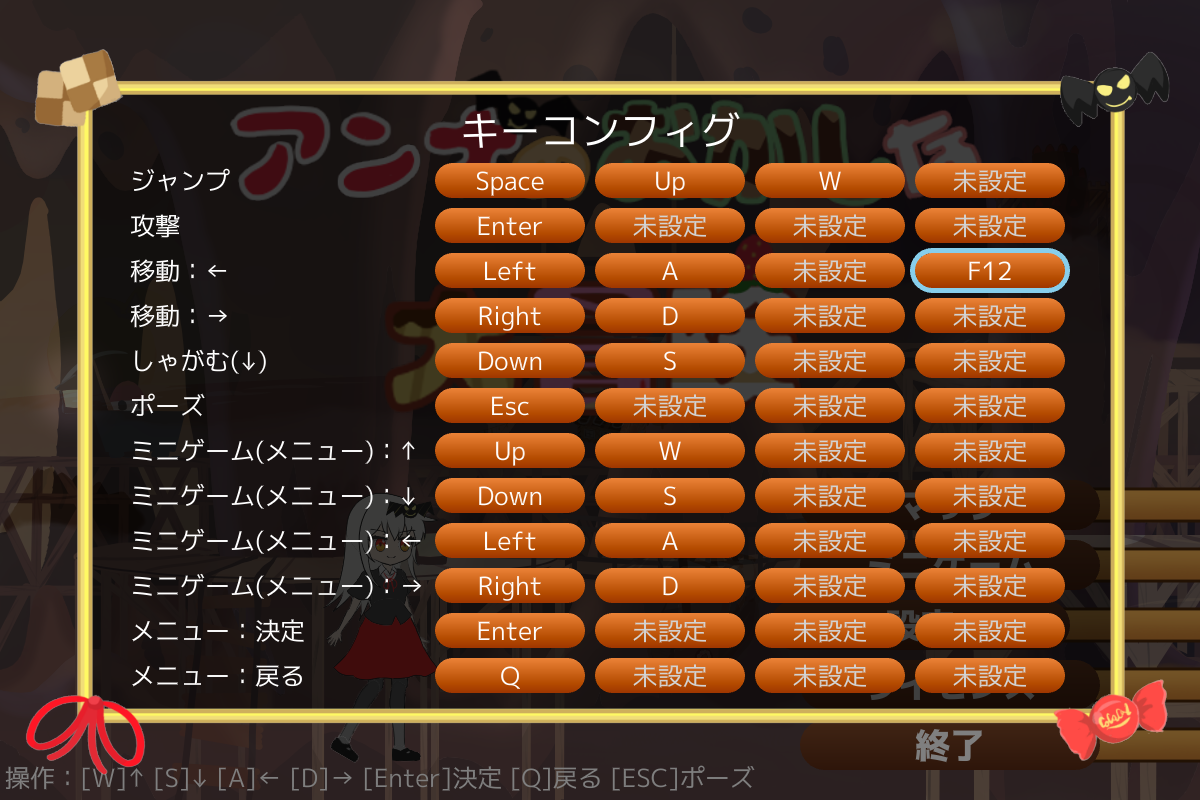 アンナ おかしな
キーコンフィグ
ジャンプ Space Up W 未設定
攻撃 Enter 未設定 未設定 未設定
移動：← Left A 未設定 F12
移動：→ Right D 未設定 未設定
しゃがむ(↓) Down S 未設定 未設定
ポーズ Esc 未設定 未設定 未設定
ミニゲーム(メニュー)：↑ Up W 未設定 未設定
ミニゲーム(メニュー)：↓ Down S 未設定 未設定
ミニゲーム(メニュー)：← Left A 未設定 未設定
ミニゲーム(メニュー)：→ Right D 未設定 未設定
メニュー：決定 Enter 未設定 未設定 未設定
メニュー：戻る Q 未設定 未設定 未設定
終了
操作：[W]↑ [S]↓ [A]← [D]→ [Enter]決定 [Q]戻る [ESC]ポーズ